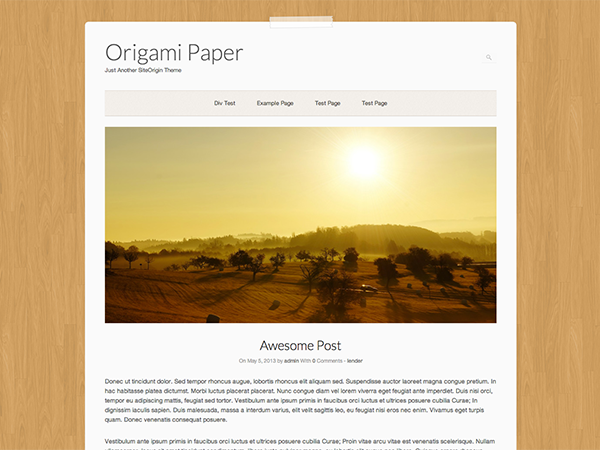 Origami Paper
Just Another SiteOrigin Theme
Div Test Example Page Test Page Test Page
Awesome Post
On May 5, 2013 by admin With 0 Comments - lender
Donec ut tincidunt dolor. Sed tempor rhoncus augue, lobortis rhoncus elit aliquam sed. Suspendisse auctor laoreet magna congue pretium. In
hac habitasse platea dictumst. Morbi luctus placerat placerat. Nunc congue diam vel lorem viverra eget feugiat ante imperdiet. Duis nisi orci,
tempor eu adipiscing mattis, feugiat sed tortor. Vestibulum ante ipsum primis in faucibus orci luctus et ultrices posuere cubilia Curae; In
dignissim iaculis sapien. Duis malesuada, massa a interdum varius, elit velit sagittis leo, eu feugiat nisi eros nec enim. Vivamus eget turpis
quam. Donec venenatis consequat posuere.
Vestibulum ante ipsum primis in faucibus orci luctus et ultrices posuere cubilia Curae; Proin vitae arcu vitae est venenatis scelerisque. Nullam